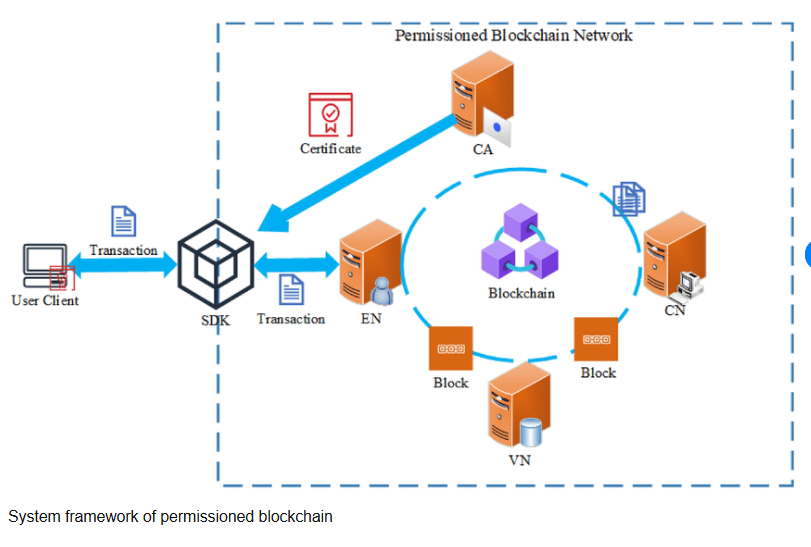 Permissioned Blockchain Network
Certificate
CA
Transaction
User Client
SDK
Transaction
EN
Blockchain
CN
Block
Block
VN
System framework of permissioned blockchain